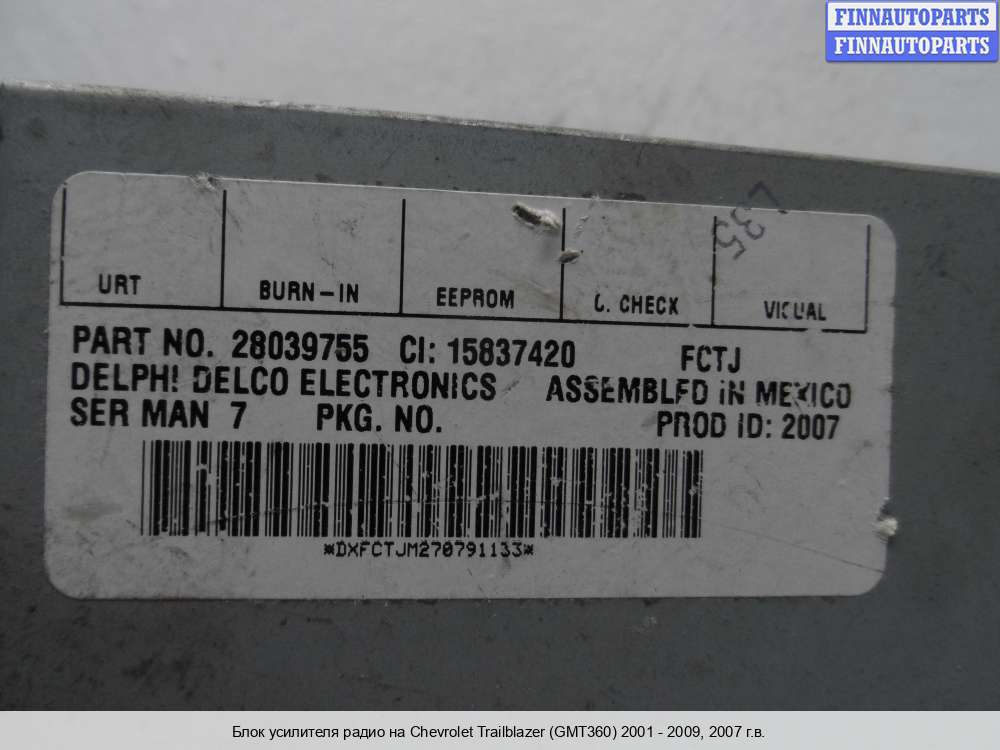 FINNAUTOPARTS
FINNAUTOPARTS
L35
URT BURN-IN EEPROM C. CHECK VISUAL
PART NO. 28039755 CI: 15837420 FCTJ
DELPHI DELCO ELECTRONICS ASSEMBLED IN MEXICO
SER MAN 7 PKG. NO. PROD ID: 2007
*DXFCTJM270791133*
Блок усилителя радио на Chevrolet Trailblazer (GMT360) 2001 - 2009, 2007 г.в.